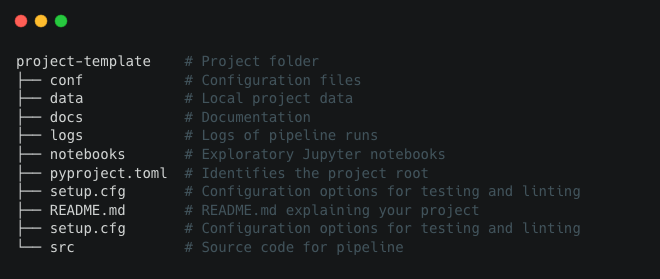 project-template    # Project folder
├── conf                # Configuration files
├── data                # Local project data
├── docs                # Documentation
├── logs                # Logs of pipeline runs
├── notebooks       # Exploratory Jupyter notebooks
├── pyproject.toml  # Identifies the project root
├── setup.cfg       # Configuration options for testing and linting
├── README.md       # README.md explaining your project
├── setup.cfg       # Configuration options for testing and linting
└── src                 # Source code for pipeline